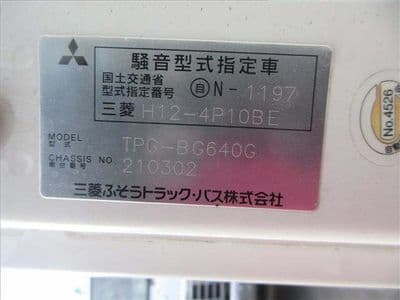 騒音型式指定車
国土交通省
型式指定番号 自 N-1197
三菱 H12-4P10BE
MODEL
型式 TPG-BG640G
CHASSIS NO.
車台番号 210302
三菱ふそうトラック・バス株式会社
No.4526